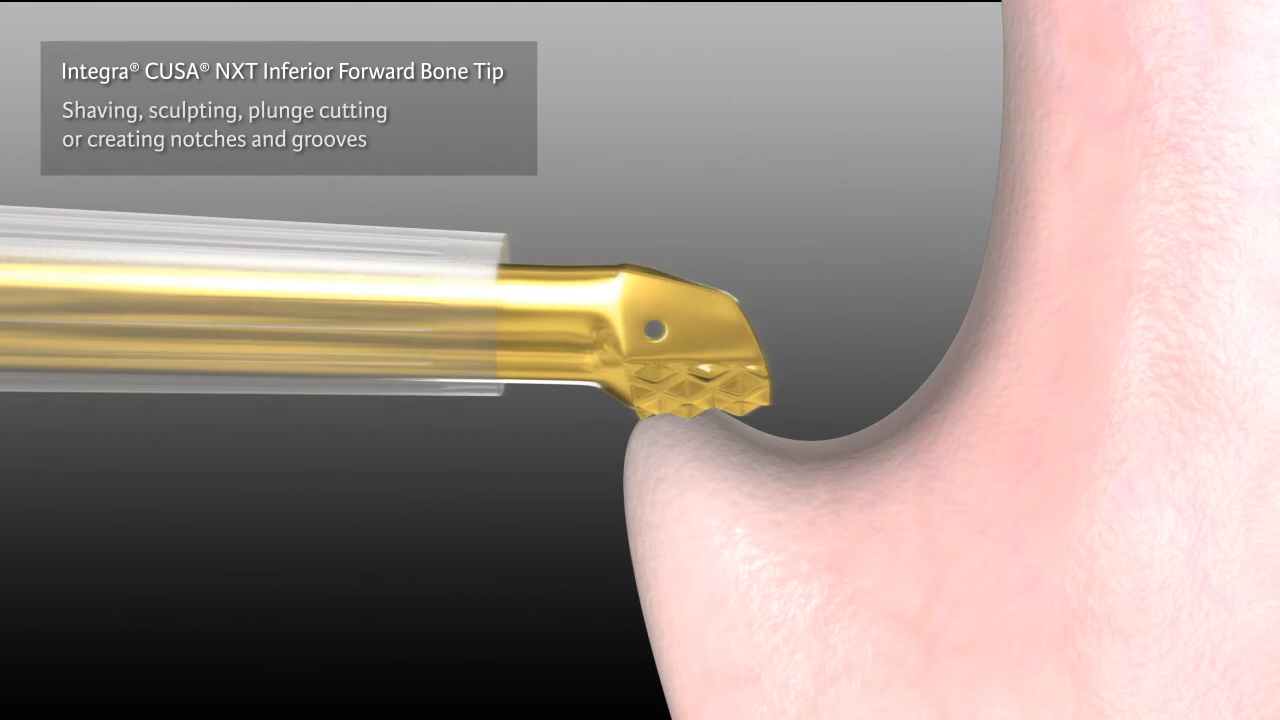 Integra® CUSA® NXT Inferior Forward Bone Tip
Shaving, sculpting, plunge cutting
or creating notches and grooves